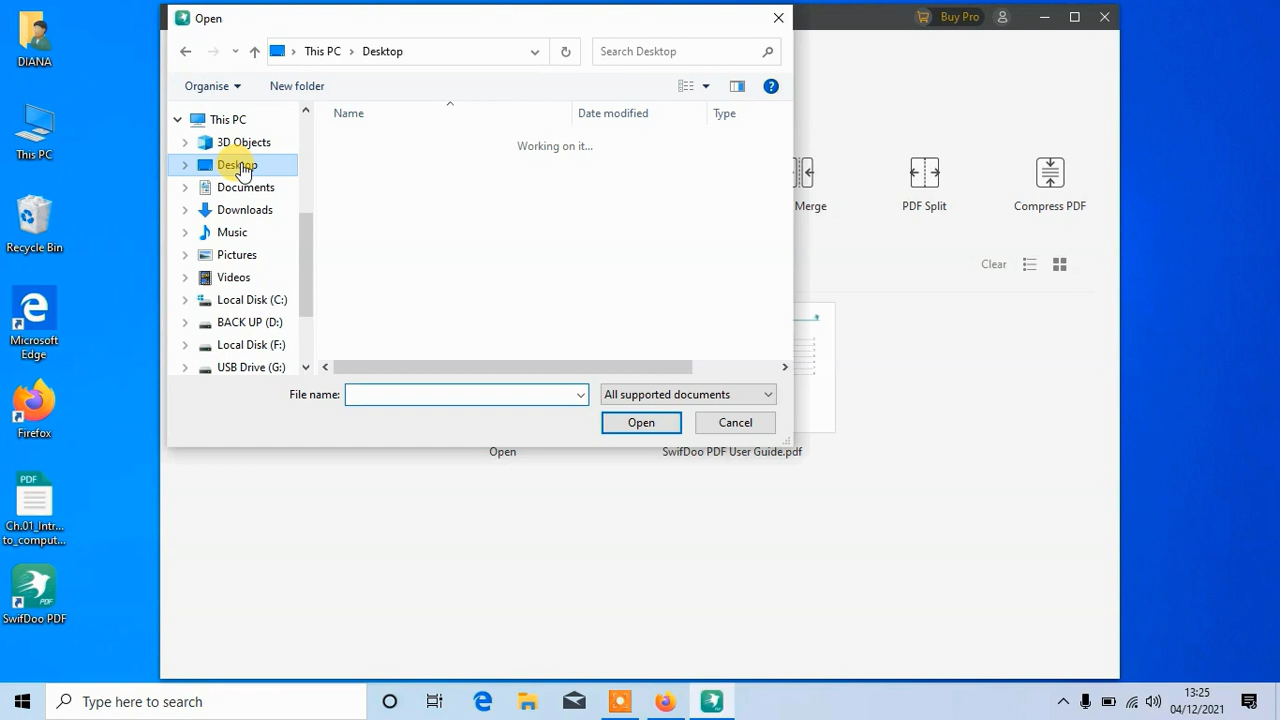 DIANA
This PC
Recycle Bin
Microsoft
Edge
Firefox
PDF
Ch.01_Intr...
to_comput...
SwifDoo PDF
Open
This PC
Desktop
Search Desktop
Organise
New folder
?
This PC
3D Objects
Desktop
Documents
Downloads
Music
Pictures
Videos
Local Disk (C:)
BACK UP (D:)
Local Disk (F:)
USB Drive (G:)
Name
Date modified
Type
Working on it...
File name:
All supported documents
Open
Cancel
Buy Pro
Merge
PDF Split
Compress PDF
Clear
Open
SwifDoo PDF User Guide.pdf
Type here to search
13:25
04/12/2021